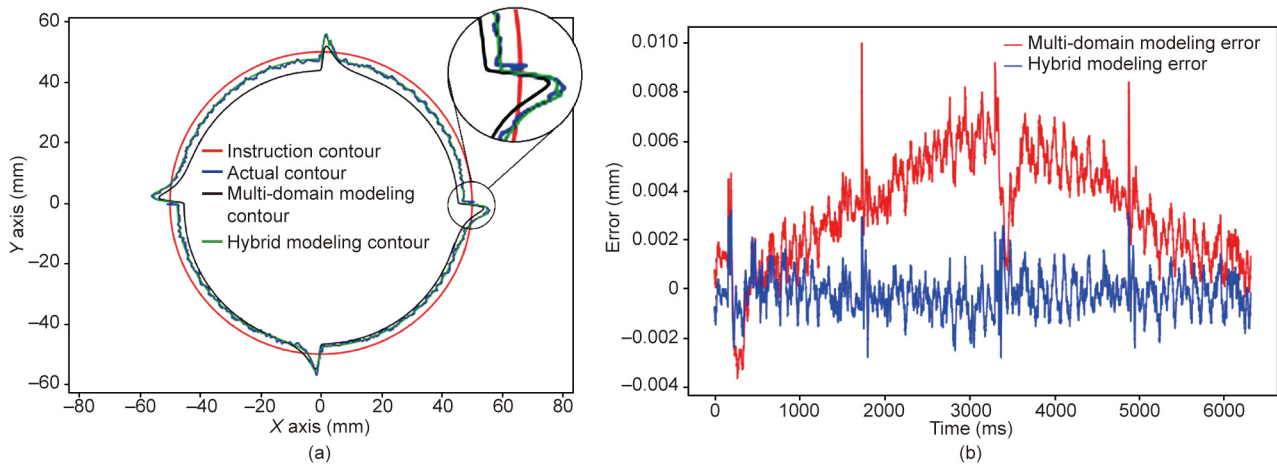 60
40
20
0
–20
–40
–60
Y axis (mm)
Instruction contour
Actual contour
Multi-domain modeling
contour
Hybrid modeling contour
–80
–60
–40
–20
0
20
40
60
80
X axis (mm)
(a)
0.010
0.008
0.006
0.004
0.002
0
–0.002
–0.004
Error (mm)
Multi-domain modeling error
Hybrid modeling error
0
1000
2000
3000
4000
5000
6000
Time (ms)
(b)